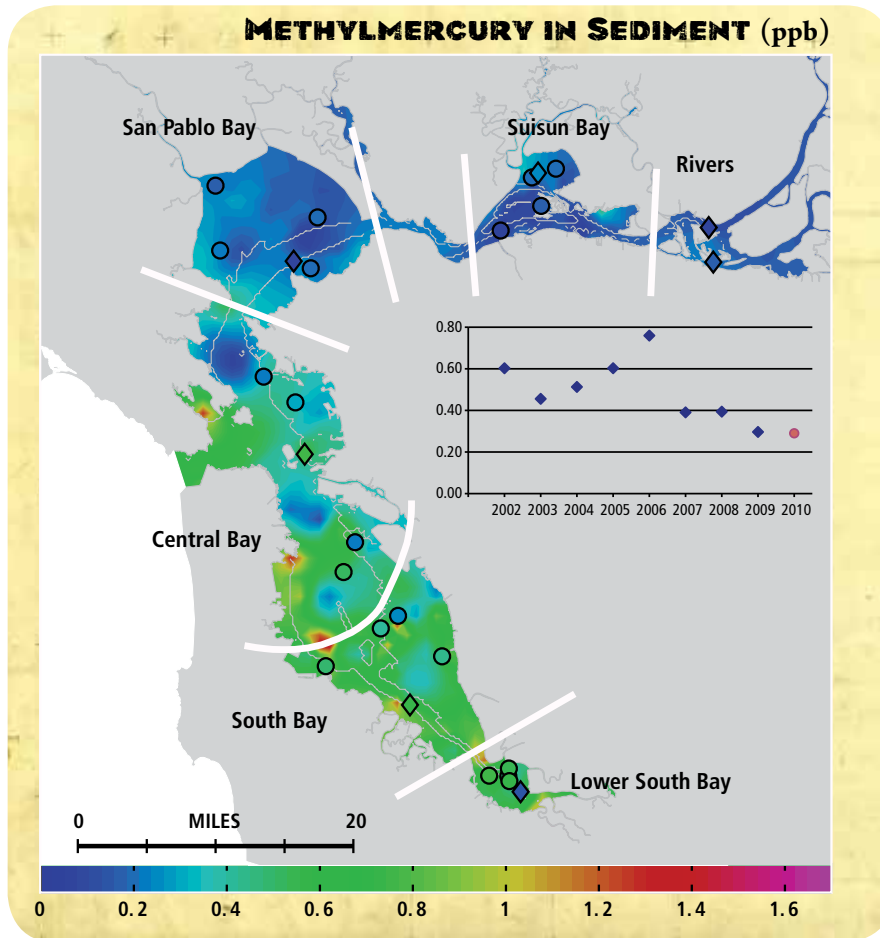 METHYLMERCURY IN SEDIMENT (ppb)
San Pablo Bay
Suisun Bay
Rivers
0.80
0.60
0.40
0.20
0.00
2002 2003 2004 2005 2006 2007 2008 2009 2010
Central Bay
South Bay
Lower South Bay
0 MILES 20
0 0.2 0.4 0.6 0.8 1 1.2 1.4 1.6